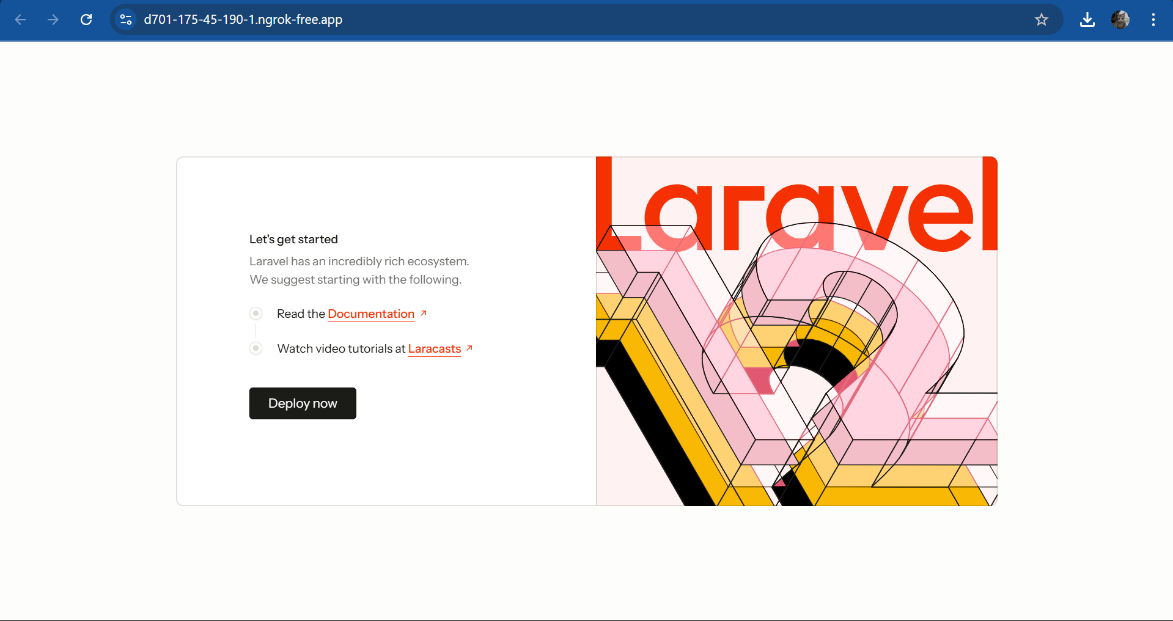 d701-175-45-190-1.ngrok-free.app
Laravel
Let's get started
Laravel has an incredibly rich ecosystem.
We suggest starting with the following.
Read the Documentation
Watch video tutorials at Laracasts
Deploy now